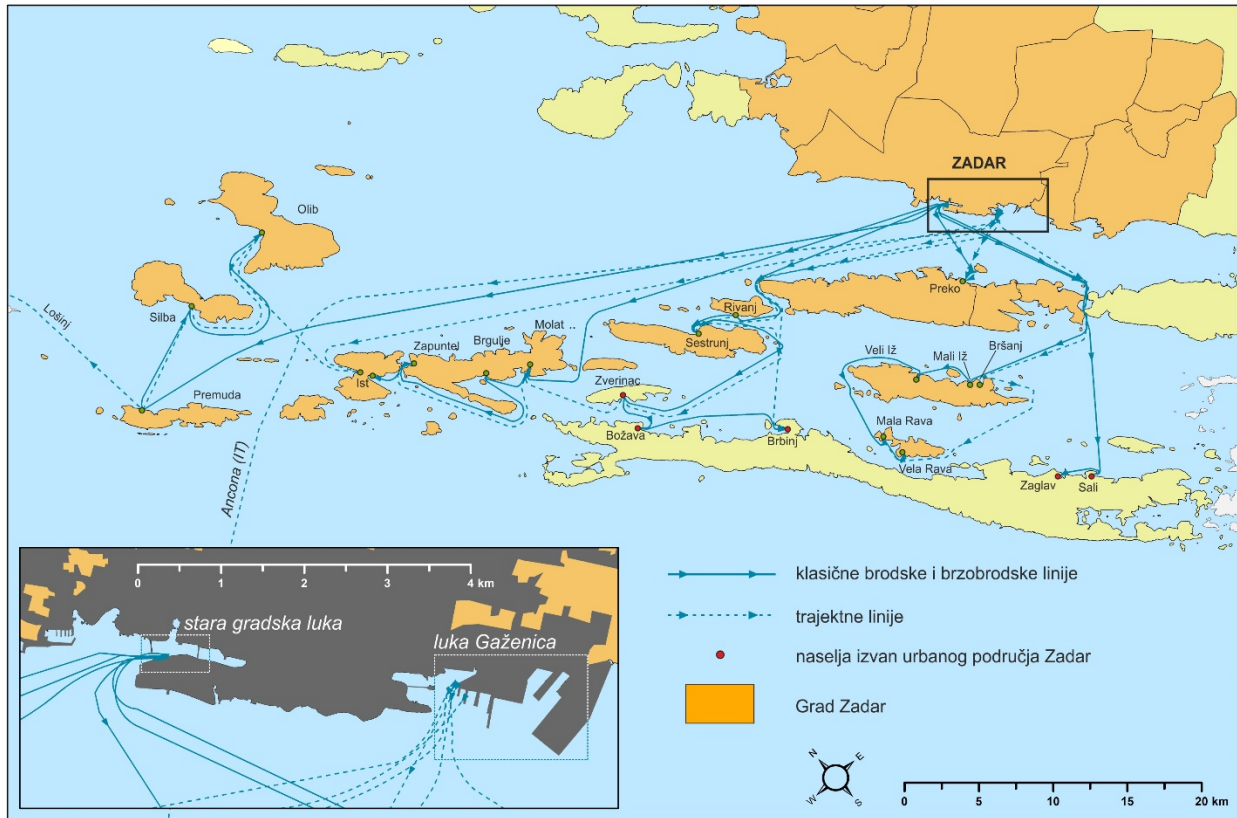 ZADAR
Olib
Silba
Lošinj
Premuda
Ist
Zapuntel
Brgulje
Molat
Rivanj
Sestrunj
Preko
Zverinac
Božava
Brbinj
Veli Iž
Mali Iž
Bršanj
Mala Rava
Vela Rava
Zaglav
Sali
Ancona (IT)
0 1 2 3 4 km
stara gradska luka
luka Gaženica
klasične brodske i brzobrodske linije
trajektne linije
naselja izvan urbanog područja Zadar
Grad Zadar
N
E
W
S
0 5 10 15 20 km